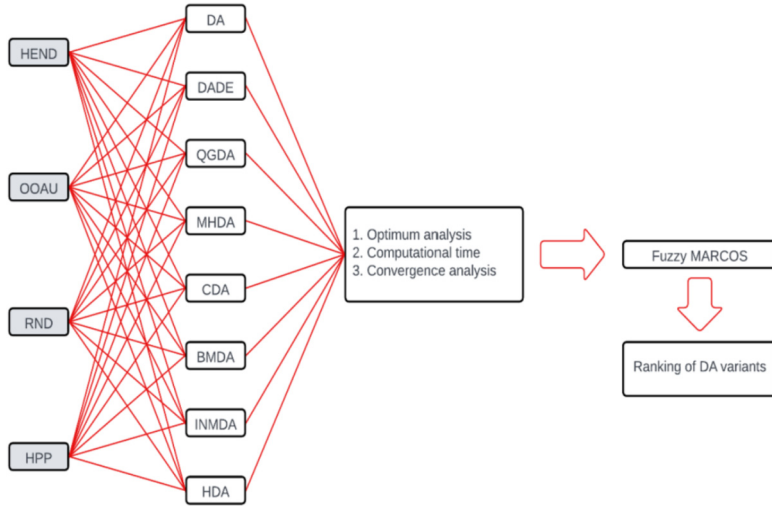 HEND
OOAU
RND
HPP
DA
DADE
QGDA
MHDA
CDA
BMDA
INMDA
HDA
1. Optimum analysis
2. Computational time
3. Convergence analysis
Fuzzy MARCOS
Ranking of DA variants